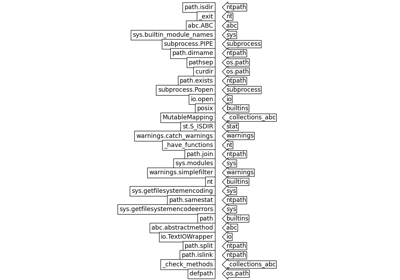 path.isdir ntpath
_exit nt
abc.ABC abc
sys.builtin_module_names sys
subprocess.PIPE subprocess
path.dirname ntpath
pathsep os.path
curdir os.path
path.exists ntpath
subprocess.Popen subprocess
io.open io
posix builtins
MutableMapping _collections_abc
st.S_ISDIR stat
warnings.catch_warnings warnings
_have_functions nt
path.join ntpath
sys.modules sys
warnings.simplefilter warnings
nt builtins
sys.getfilesystemencoding sys
path.samestat ntpath
sys.getfilesystemencodeerrors sys
path builtins
abc.abstractmethod abc
io.TextIOWrapper io
path.split ntpath
path.islink ntpath
_check_methods _collections_abc
defpath os.path